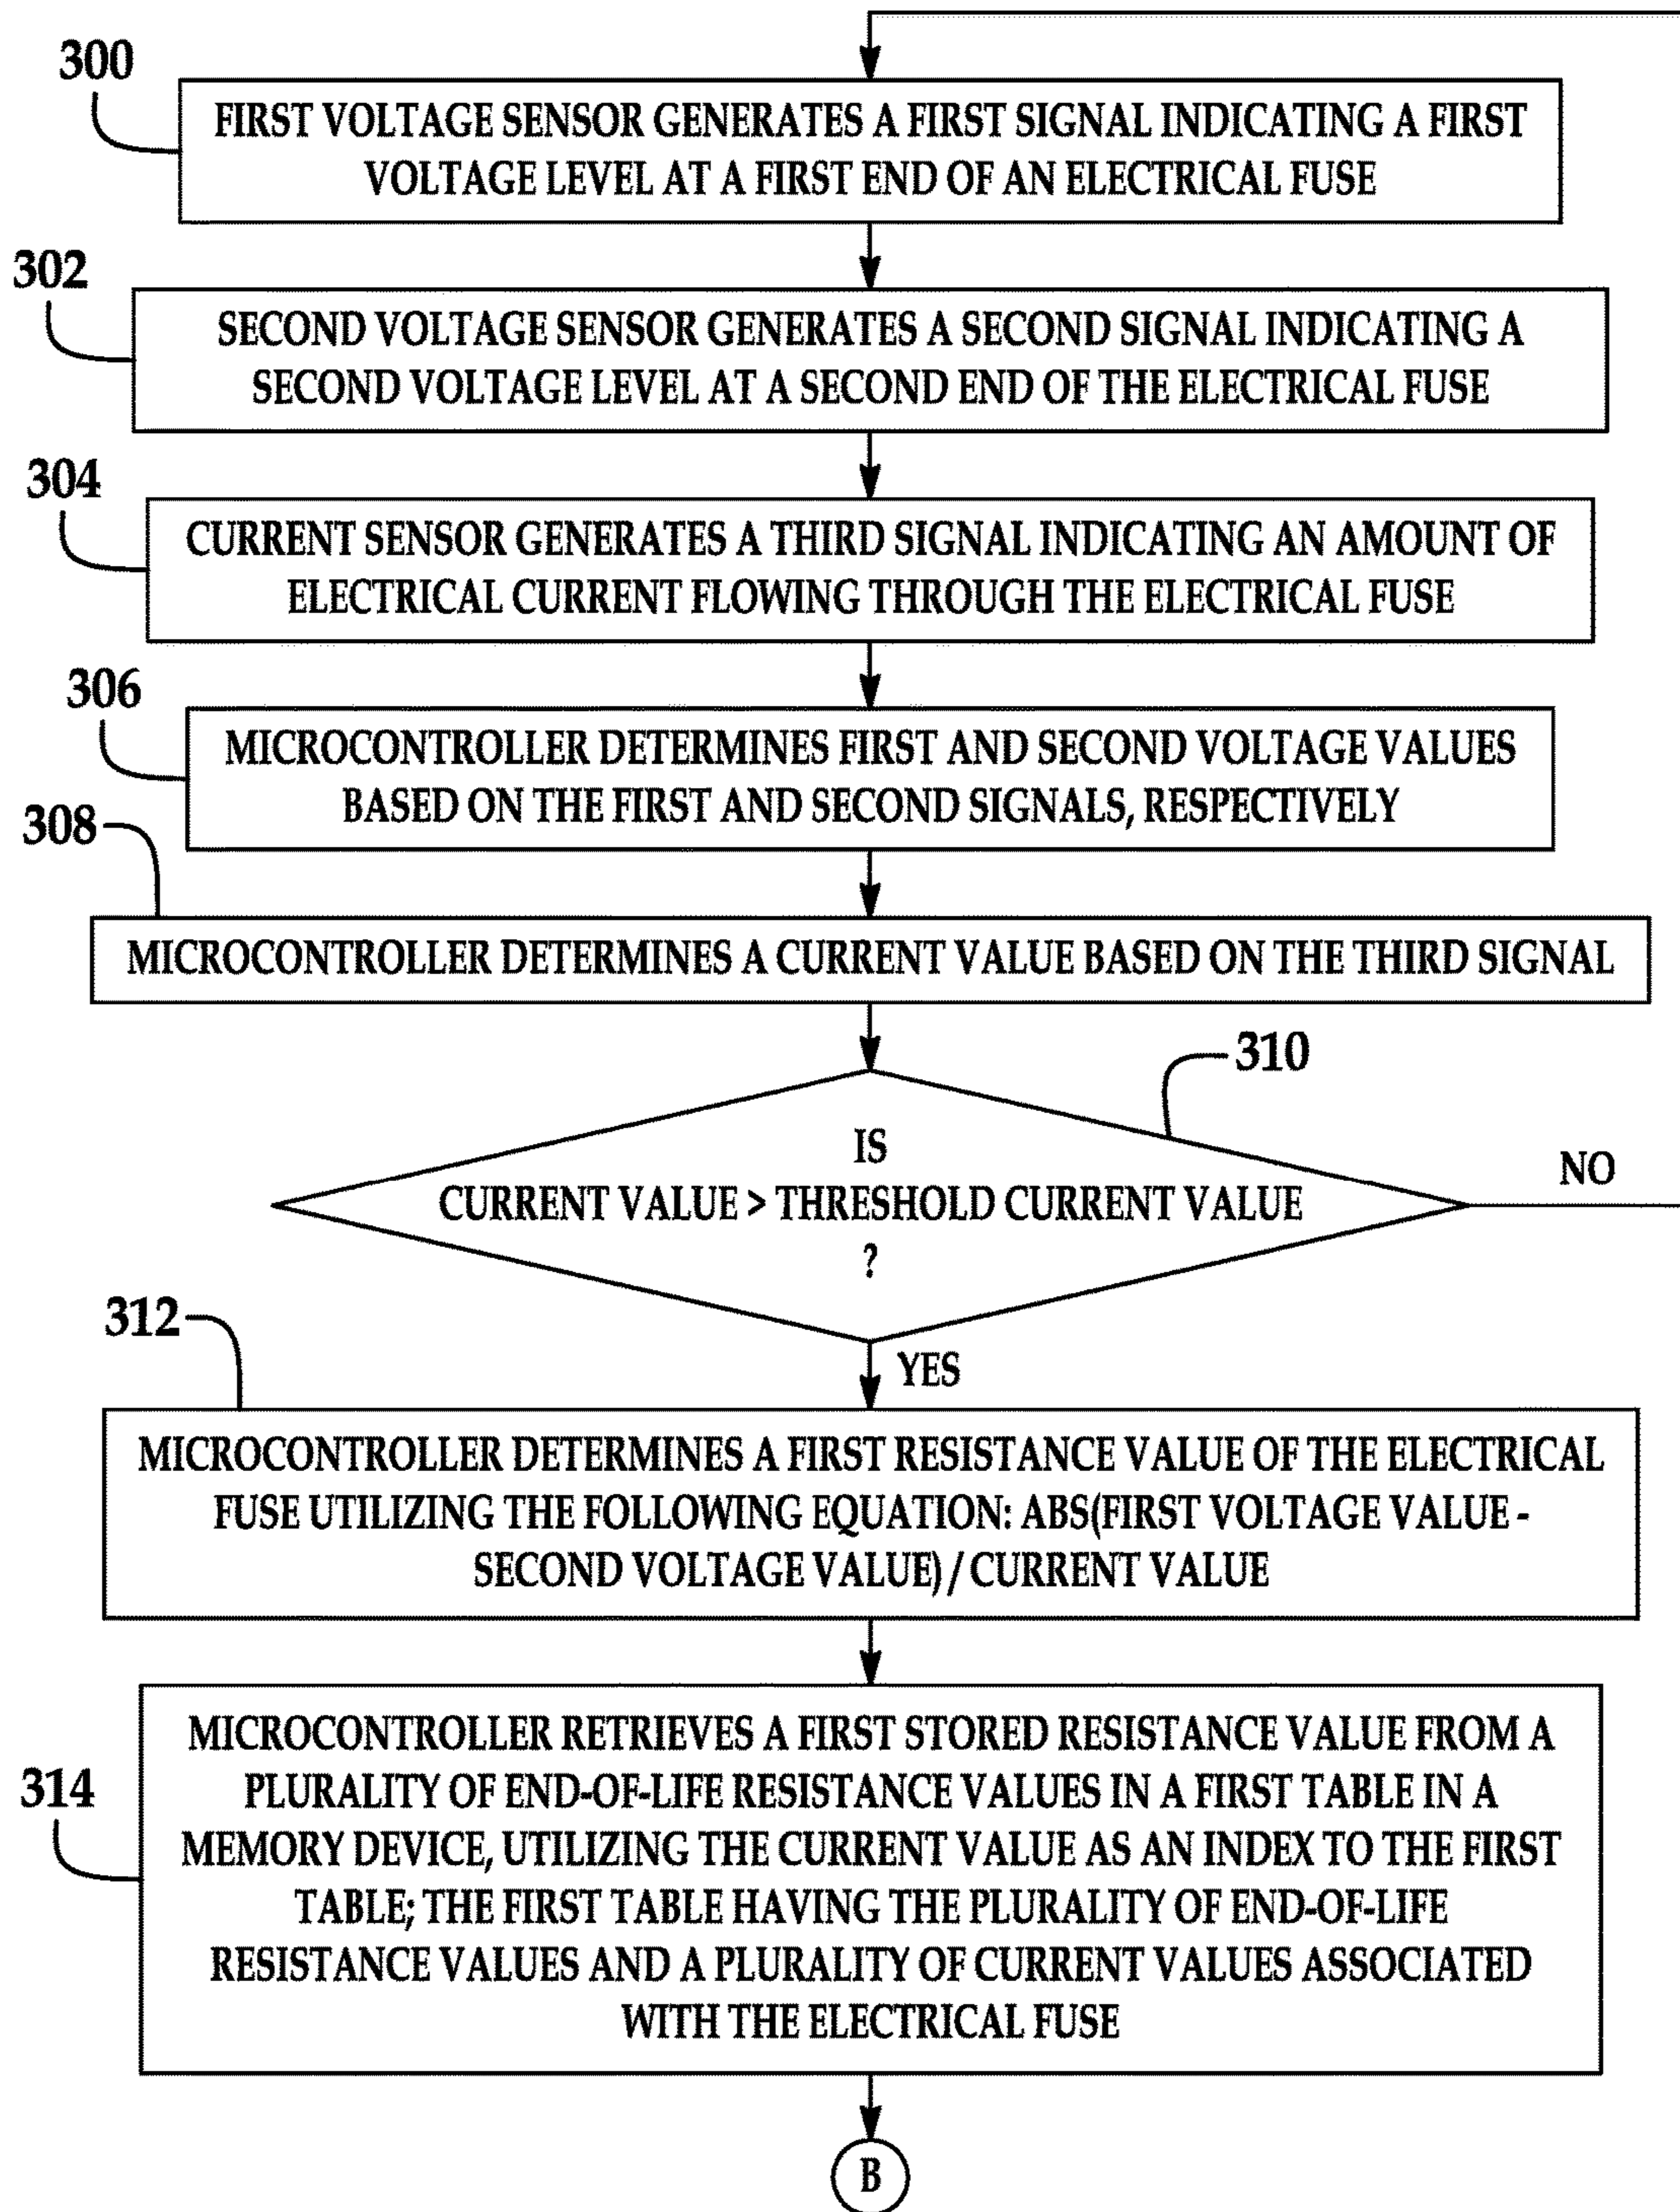 300
FIRST VOLTAGE SENSOR GENERATES A FIRST SIGNAL INDICATING A FIRST
VOLTAGE LEVEL AT A FIRST END OF AN ELECTRICAL FUSE
302
SECOND VOLTAGE SENSOR GENERATES A SECOND SIGNAL INDICATING A
SECOND VOLTAGE LEVEL AT A SECOND END OF THE ELECTRICAL FUSE
304
CURRENT SENSOR GENERATES A THIRD SIGNAL INDICATING AN AMOUNT OF
ELECTRICAL CURRENT FLOWING THROUGH THE ELECTRICAL FUSE
306
MICROCONTROLLER DETERMINES FIRST AND SECOND VOLTAGE VALUES
BASED ON THE FIRST AND SECOND SIGNALS, RESPECTIVELY
308
MICROCONTROLLER DETERMINES A CURRENT VALUE BASED ON THE THIRD SIGNAL
310
IS
CURRENT VALUE > THRESHOLD CURRENT VALUE
?
NO
YES
312
MICROCONTROLLER DETERMINES A FIRST RESISTANCE VALUE OF THE ELECTRICAL
FUSE UTILIZING THE FOLLOWING EQUATION: ABS(FIRST VOLTAGE VALUE -
SECOND VOLTAGE VALUE) / CURRENT VALUE
314
MICROCONTROLLER RETRIEVES A FIRST STORED RESISTANCE VALUE FROM A
PLURALITY OF END-OF-LIFE RESISTANCE VALUES IN A FIRST TABLE IN A
MEMORY DEVICE, UTILIZING THE CURRENT VALUE AS AN INDEX TO THE FIRST
TABLE; THE FIRST TABLE HAVING THE PLURALITY OF END-OF-LIFE
RESISTANCE VALUES AND A PLURALITY OF CURRENT VALUES ASSOCIATED
WITH THE ELECTRICAL FUSE
B